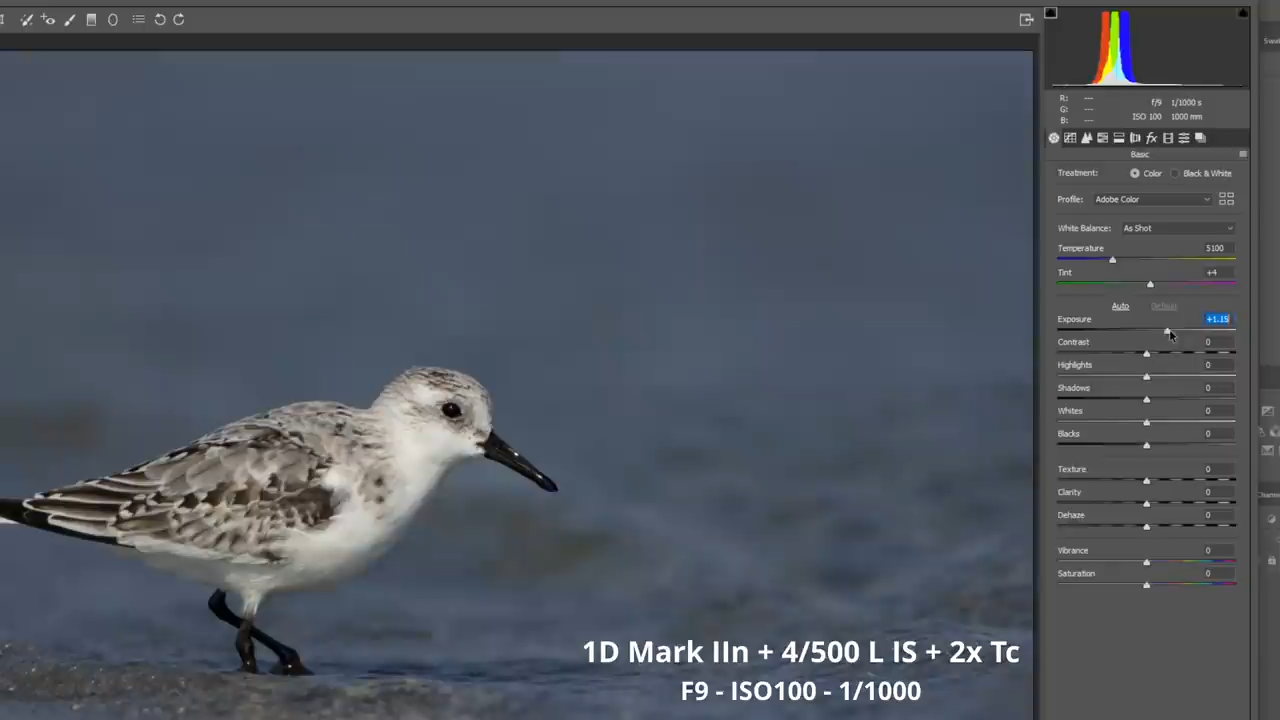 Swat
R: ---
G: ---
B: ---
f/9 1/1000 s
ISO 100 1000 mm
Basic
Treatment: Color Black & White
Profile: Adobe Color
White Balance: As Shot
Temperature 5100
Tint +4
Auto Default
Exposure +1.15
Contrast 0
Highlights 0
Shadows 0
Whites 0
Blacks 0
Texture 0
Clarity 0
Channe
Dehaze 0
Vibrance 0
Saturation 0
1D Mark IIn + 4/500 L IS + 2x Tc
F9 - ISO100 - 1/1000